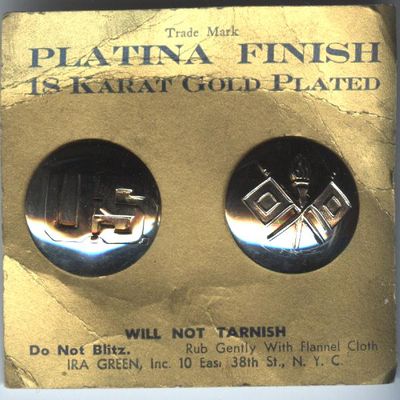 Trade Mark
PLATINA FINISH
18 KARAT GOLD PLATED
US
WILL NOT TARNISH
Do Not Blitz. Rub Gently With Flannel Cloth
IRA GREEN, Inc. 10 East 38th St., N. Y. C.